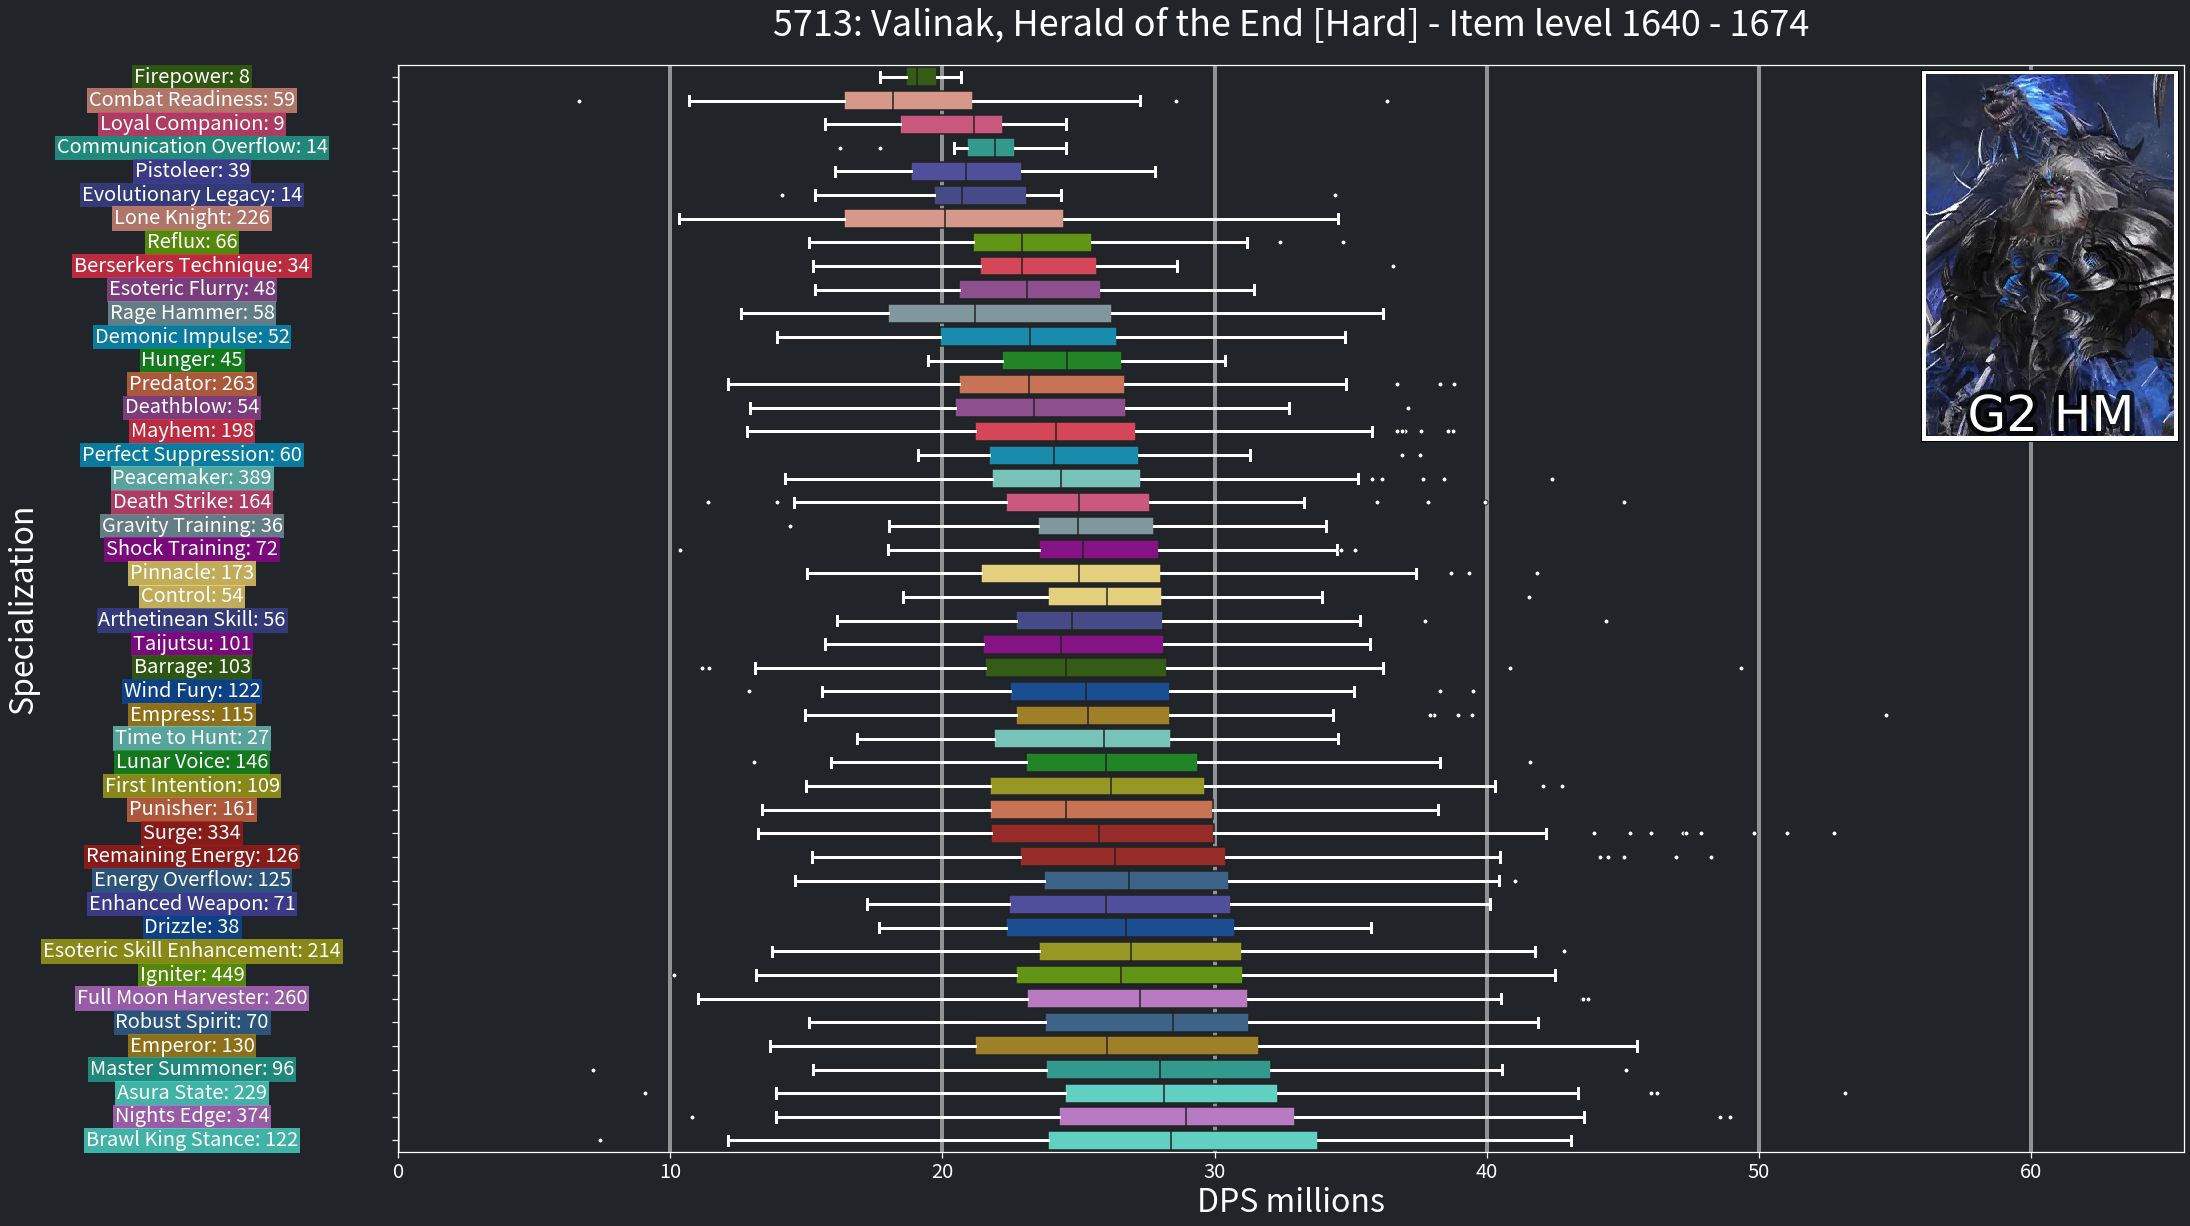 5713: Valinak, Herald of the End [Hard] - Item level 1640 - 1674
Firepower: 8
Combat Readiness: 59
Loyal Companion: 9
Communication Overflow: 14
Pistoleer: 39
Evolutionary Legacy: 14
Lone Knight: 226
Reflux: 66
Berserkers Technique: 34
Esoteric Flurry: 48
Rage Hammer: 58
Demonic Impulse: 52
Hunger: 45
Predator: 263
Deathblow: 54
Mayhem: 198
Perfect Suppression: 60
Peacemaker: 389
Death Strike: 164
Gravity Training: 36
Shock Training: 72
Pinnacle: 173
Control: 54
Arthetinean Skill: 56
Taijutsu: 101
Barrage: 103
Wind Fury: 122
Empress: 115
Time to Hunt: 27
Lunar Voice: 146
First Intention: 109
Punisher: 161
Surge: 334
Remaining Energy: 126
Energy Overflow: 125
Enhanced Weapon: 71
Drizzle: 38
Esoteric Skill Enhancement: 214
Igniter: 449
Full Moon Harvester: 260
Robust Spirit: 70
Emperor: 130
Master Summoner: 96
Asura State: 229
Nights Edge: 374
Brawl King Stance: 122
Specialization
G2 HM
0 10 20 30 40 50 60
DPS millions